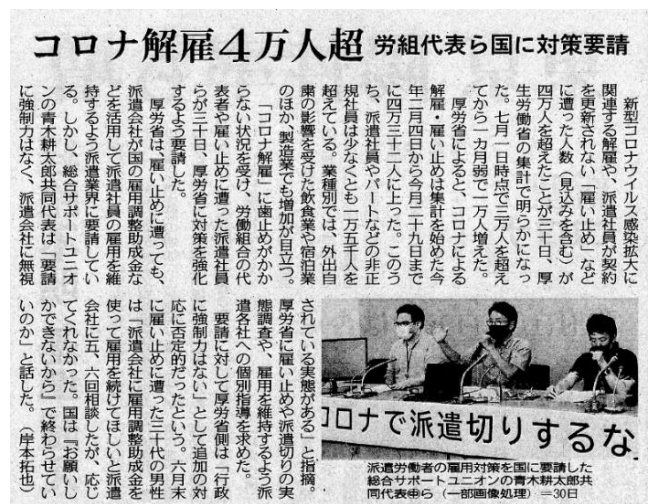 コロナ解雇4万人超 労組代表ら国に対策要請
新型コロナウイルス感染拡大に
関連する解雇や、派遣社員が契約
を更新されない「雇い止め」など
に遭った人数（見込みを含む）が
四万人を超えたことが三十日、厚
生労働省の集計で明らかになっ
た。七月一日時点で三万人を超え
てから一カ月弱で一万人増えた。
厚労省によると、コロナによる
解雇・雇い止めは集計を始めた今
年二月四日から今月二十九日まで
に四万三十二人に上った。このう
ち、派遣社員やパートなどの非正
規社員は少なくとも一万五千人を
超えている。業種別では、外出自
粛の影響を受けた飲食業や宿泊業
のほか、製造業でも増加が目立つ。
「コロナ解雇」に歯止めがかか
らない状況を受け、労働組合の代
表者や雇い止めに遭った派遣社員
らが三十日、厚労省に対策を強化
するよう要請した。
厚労省は、雇い止めに遭っても、
派遣会社が国の雇用調整助成金な
どを活用して派遣社員の雇用を維
持するよう派遣業界に要請してい
る。しかし、総合サポートユニオ
ンの青木耕太郎共同代表は「要請
に強制力はなく、派遣会社に無視
されている実態がある」と指摘。
厚労省に雇い止めや派遣切りの実
態調査や、雇用を維持するよう派
遣各社への個別指導を求めた。
要請に対して厚労省側は「行政
に強制力はない」として追加の対
応に否定的だったという。六月末
に雇い止めに遭った三十代の男性
は「派遣会社に雇用調整助成金を
使って雇用を続けてほしいと派遣
会社に五、六回相談したが、応じ
てくれなかった。国は『お願いし
かできないから』で終わらせてい
いのか」と話した。（岸本拓也）
コロナで派遣切りするな
派遣労働者の雇用対策を国に要請した
総合サポートユニオンの青木耕太郎共
同代表㊥ら（一部画像処理）＝30日